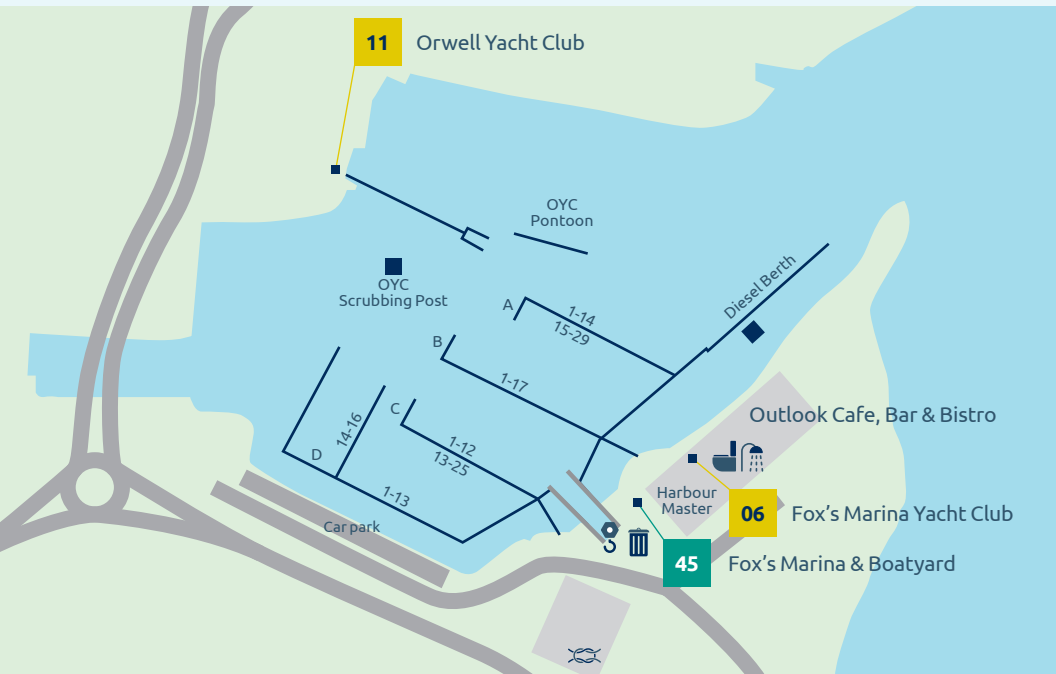 11 Orwell Yacht Club
OYC
Pontoon
OYC
Scrubbing Post
Diesel Berth
A
1-14
15-29
B
1-17
C
1-12
13-25
14-16
D
1-13
Car park
Outlook Cafe, Bar & Bistro
Harbour
Master
06 Fox's Marina Yacht Club
45 Fox's Marina & Boatyard